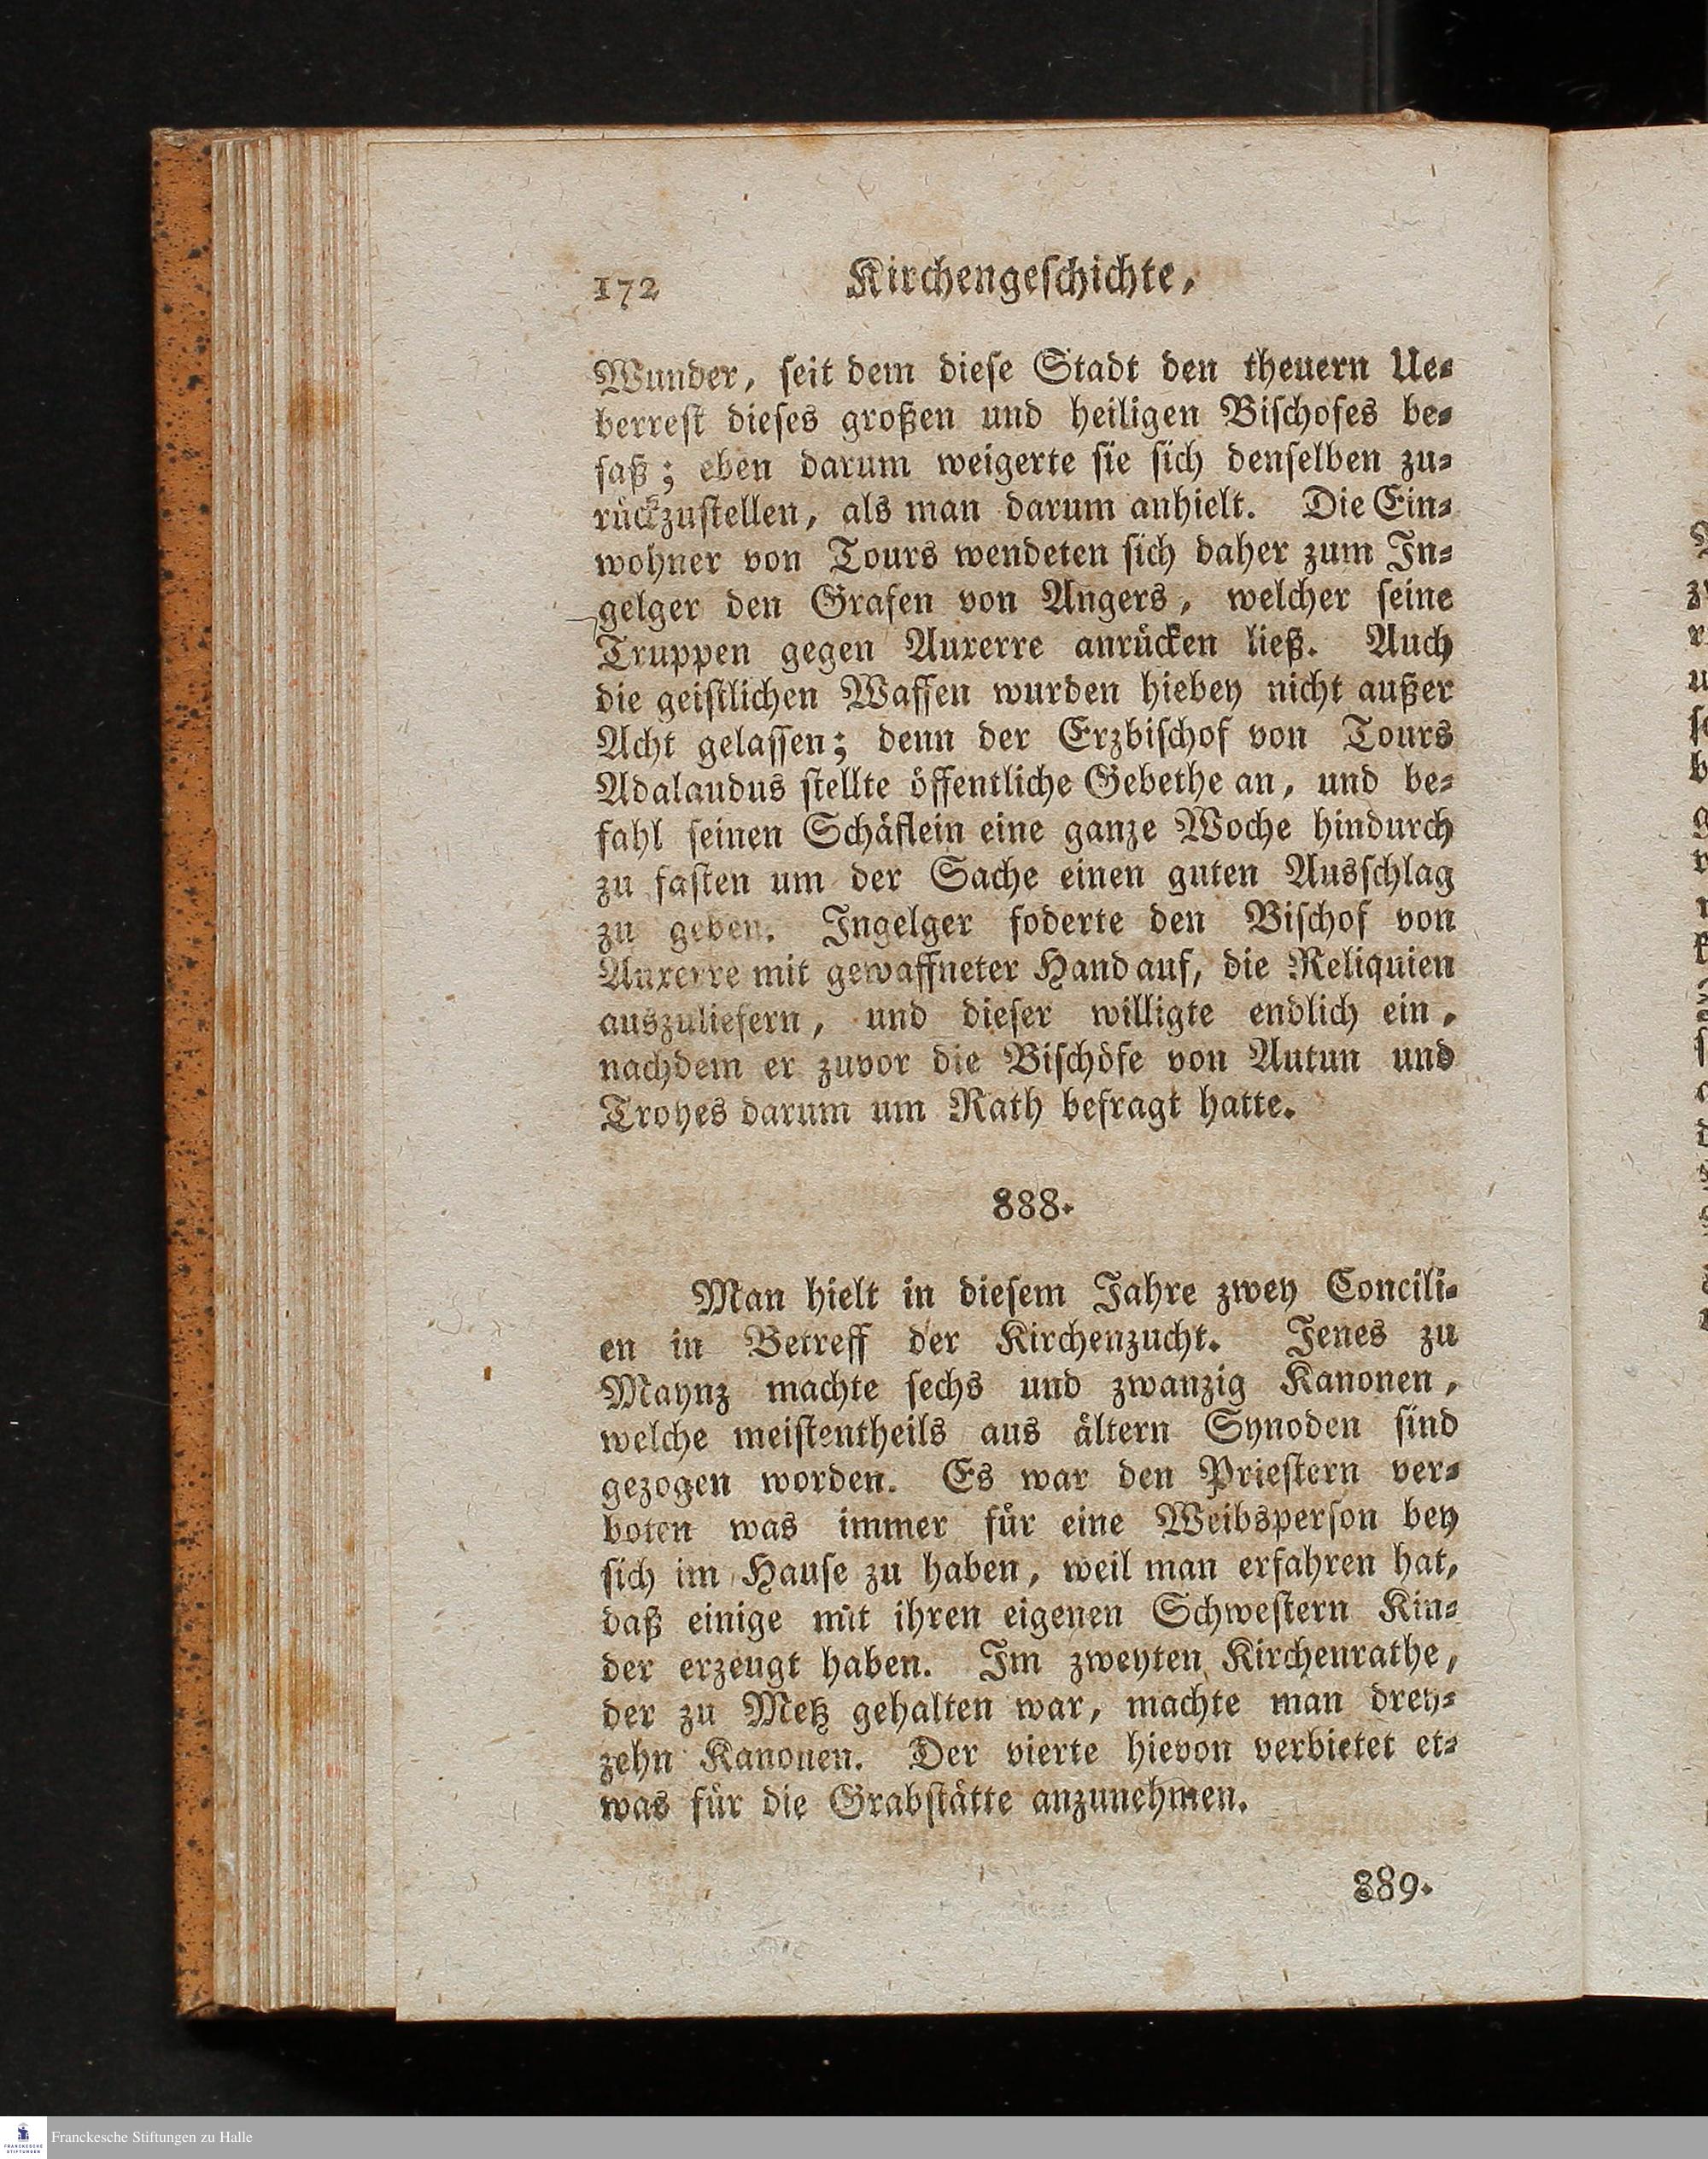 172 Kirchengeſchichte,
Wunder, ſeit dem dieſe Stadt den theuern Ue⸗
berreſt dieſes großen und heiligen Biſchofes be⸗
ſaß; eben darum weigerte ſie ſich denſelben zu⸗
rückzuſtellen, als man darum anhielt. Die Ein⸗
wohner von Tours wendeten ſich daher zum In⸗
gelger den Grafen von Angers, welcher ſeine
Truppen gegen Auxerre anrücken ließ. Auch
die geiſtlichen Waffen wurden hiebey nicht außer
Acht gelaſſen; denn der Erzbiſchof von Tours
Adalaudus ſtellte öffentliche Gebethe an, und be⸗
fahl ſeinen Schäflein eine ganze Woche hindurch
zu faſten um der Sache einen guten Ausſchlag
zu geben. Ingelger foderte den Biſchof von
Auxerre mit gewaffneter Hand auf, die Reliquien
auszuliefern, und dieſer willigte endlich ein,
nachdem er zuvor die Biſchöfe von Autun und
Troyes darum um Rath befragt hatte.
888.
Man hielt in dieſem Jahre zwey Concili⸗
en in Betreff der Kirchenzucht. Jenes zu
Maynz machte ſechs und zwanzig Kanonen,
welche meiſtentheils aus ältern Synoden ſind
gezogen worden. Es war den Prieſtern ver⸗
boten was immer für eine Weibsperſon bey
ſich im Hauſe zu haben, weil man erfahren hat,
daß einige mit ihren eigenen Schweſtern Kin⸗
der erzeugt haben. Im zweyten Kirchenrathe,
der zu Metz gehalten war, machte man drey⸗
zehn Kanonen. Der vierte hievon verbietet et⸗
was für die Grabſtätte anzunehmen.
889.
Franckesche Stiftungen zu Halle